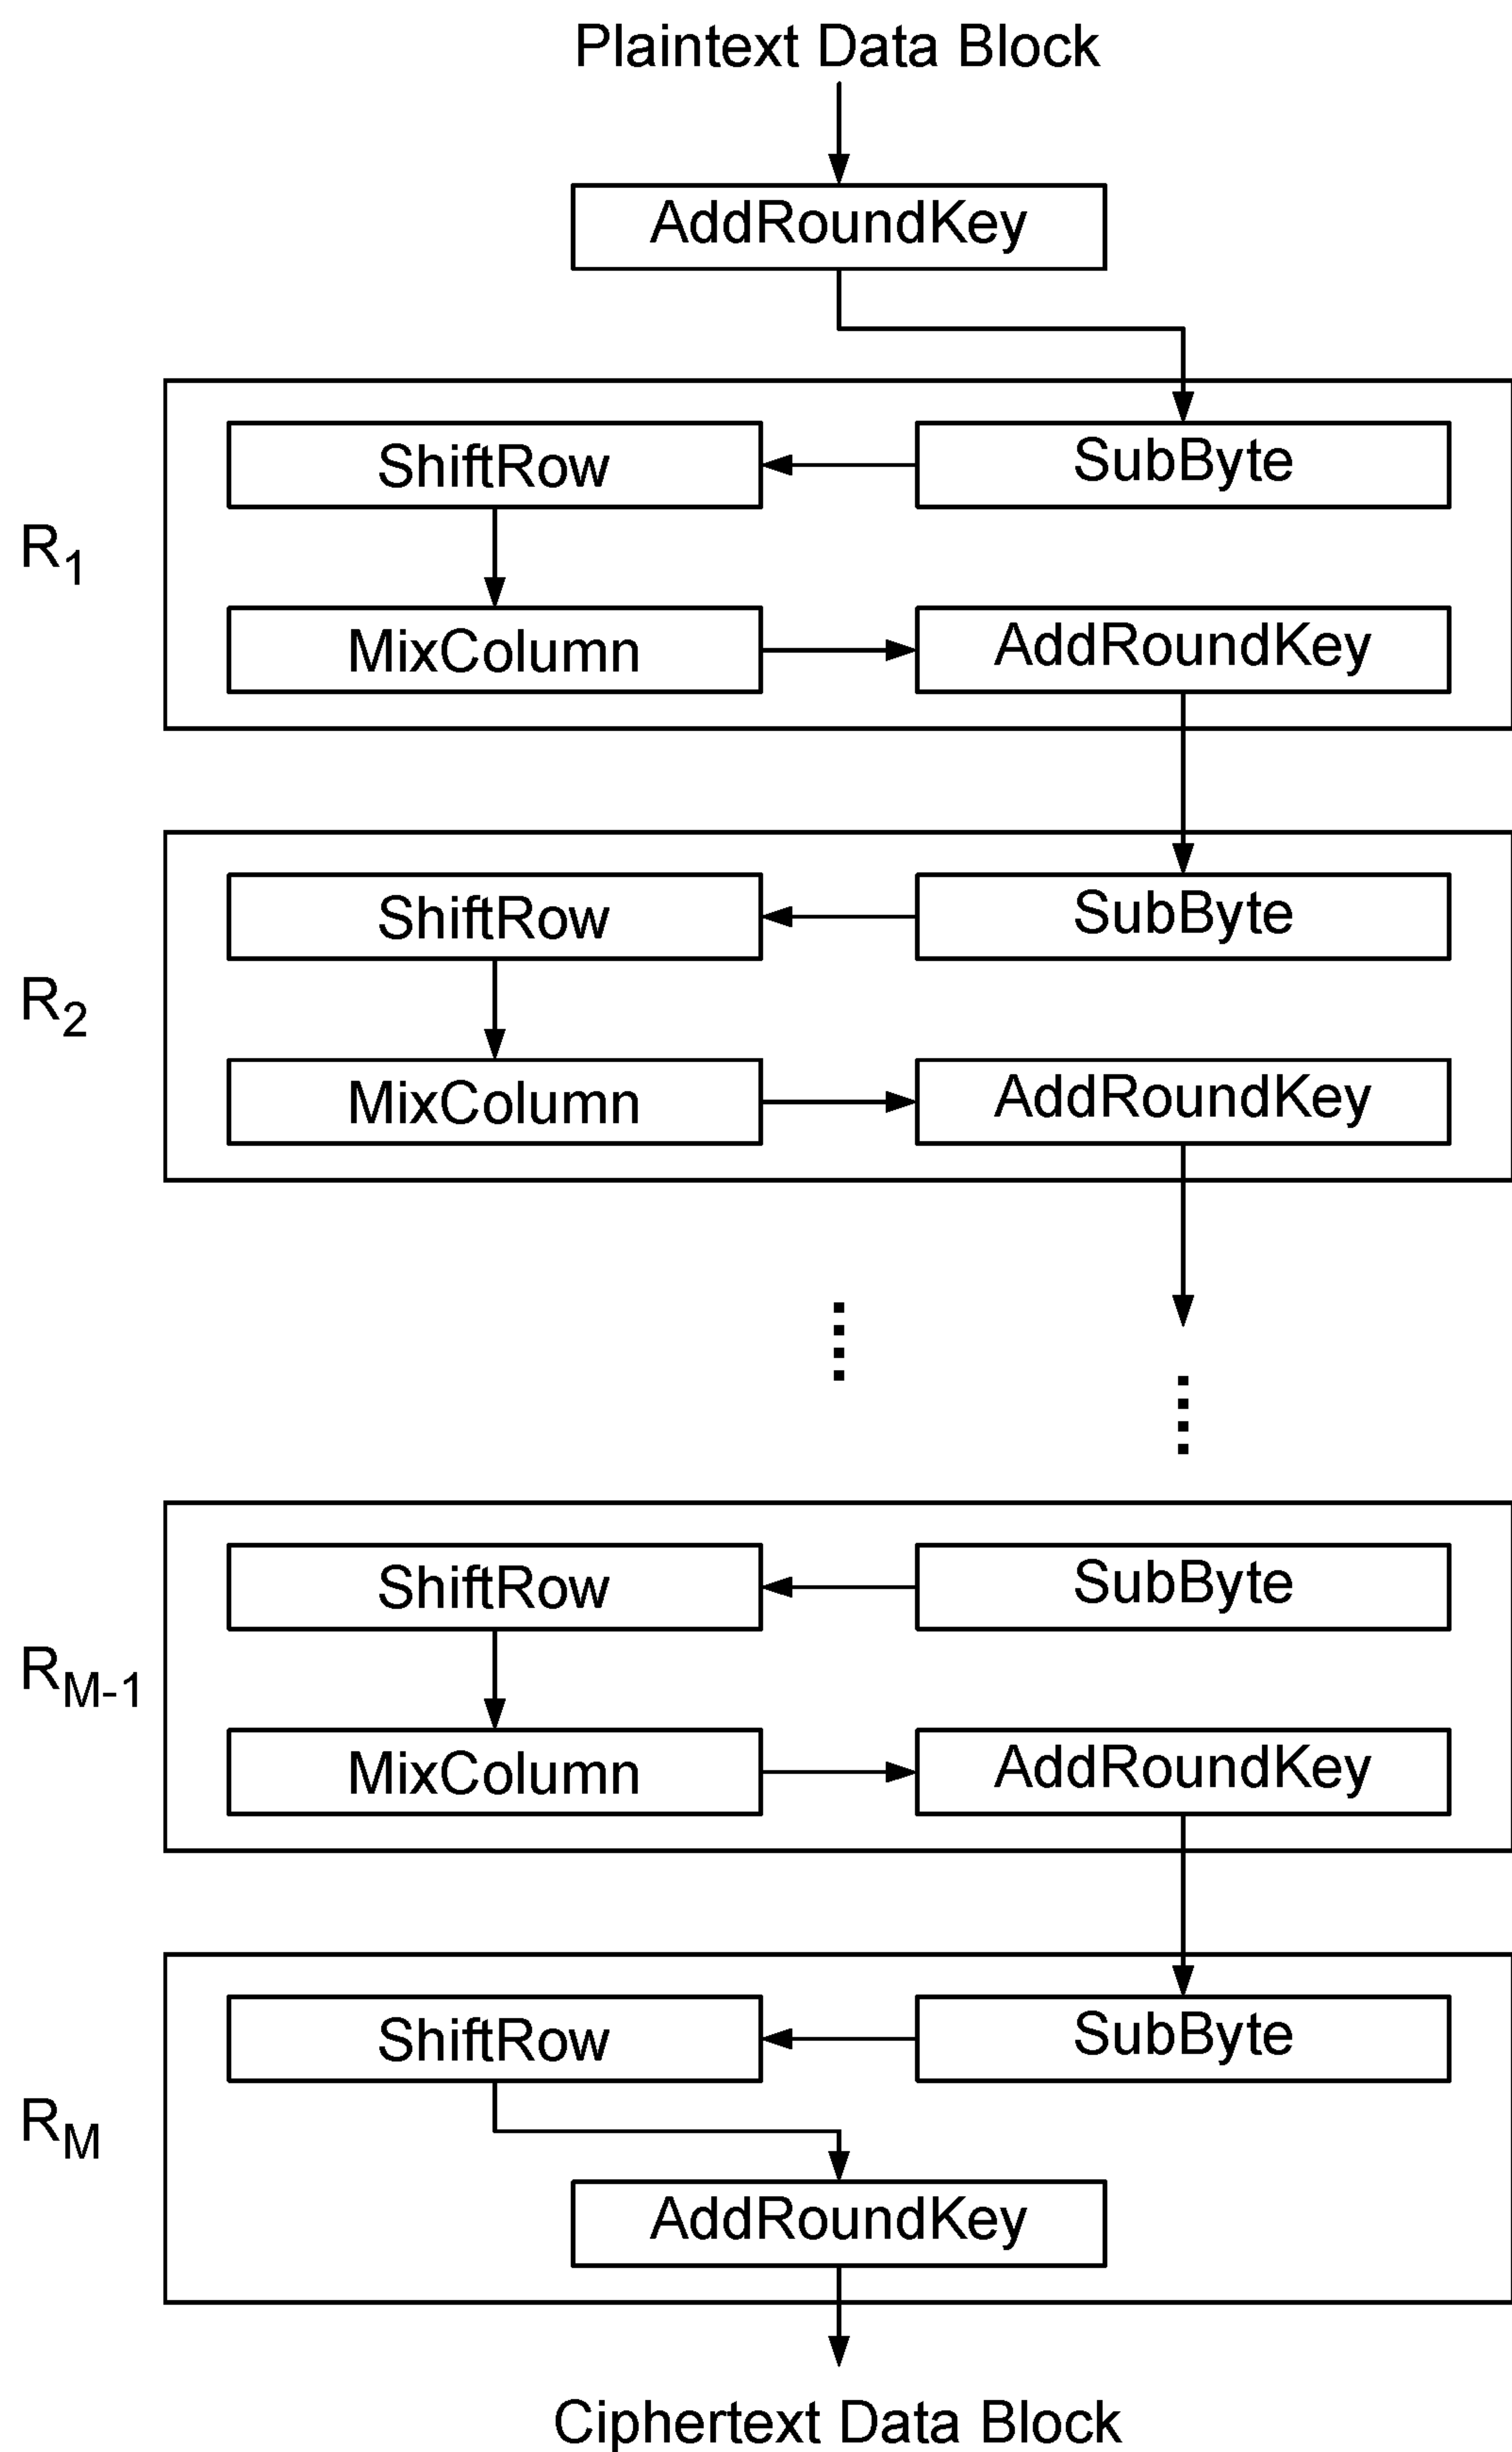 Plaintext Data Block
AddRoundKey
ShiftRow
SubByte
R1
MixColumn
AddRoundKey
ShiftRow
SubByte
R2
MixColumn
AddRoundKey
ShiftRow
SubByte
RM-1
MixColumn
AddRoundKey
ShiftRow
SubByte
RM
AddRoundKey
Ciphertext Data Block